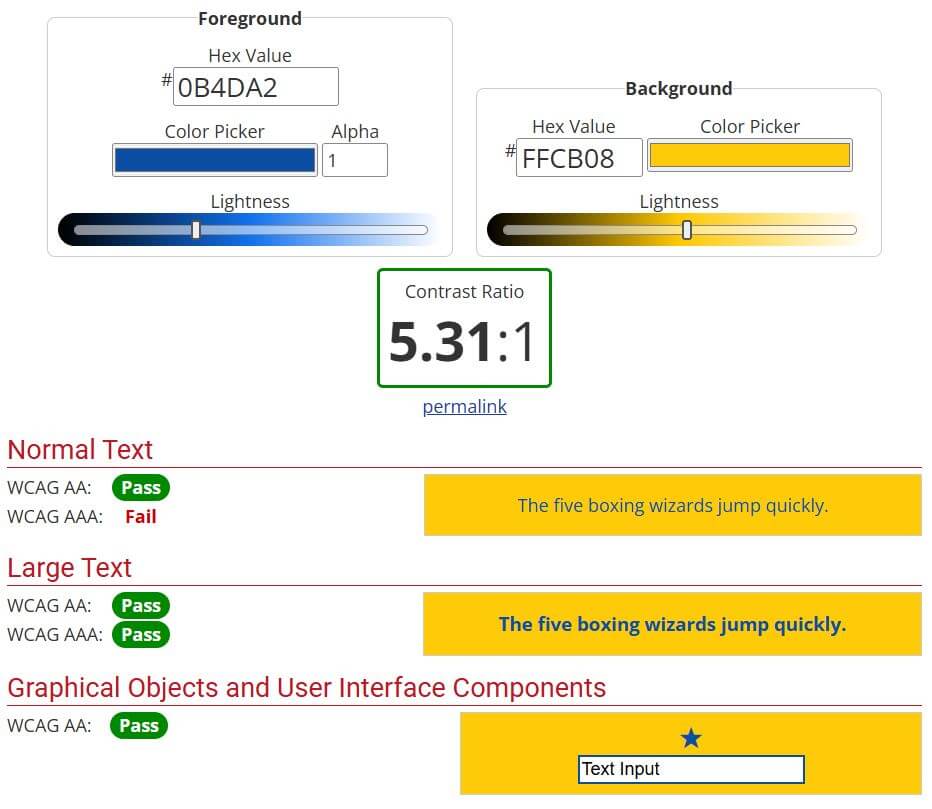 Foreground
Hex Value
#0B4DA2
Color Picker Alpha
1
Lightness
Background
Hex Value Color Picker
#FFCB08
Lightness
Contrast Ratio
5.31:1
permalink
Normal Text
WCAG AA: Pass
WCAG AAA: Fail
The five boxing wizards jump quickly.
Large Text
WCAG AA: Pass
WCAG AAA: Pass
The five boxing wizards jump quickly.
Graphical Objects and User Interface Components
WCAG AA: Pass
Text Input